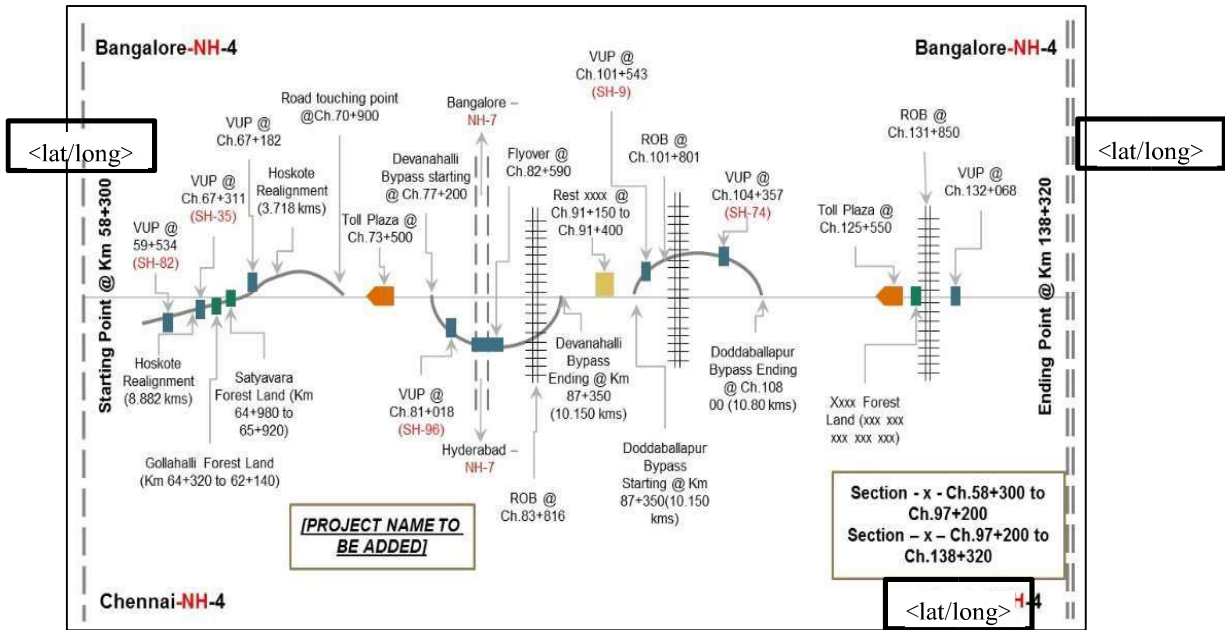 Bangalore-NH-4
Bangalore-NH-4
<lat/long>
<lat/long>
Starting Point @ Km 58+300
VUP @
59+534
(SH-82)
VUP @
Ch.67+311
(SH-35)
VUP @
Ch.67+182
Hoskote
Realignment
(3.718 kms)
Road touching point
@Ch.70+900
Toll Plaza @
Ch.73+500
Devanahalli
Bypass starting
@ Ch.77+200
Bangalore –
NH-7
Flyover @
Ch.82+590
VUP @
Ch.101+543
(SH-9)
Rest xxxx @
Ch.91+150 to
Ch.91+400
ROB @
Ch.101+801
VUP @
Ch.104+357
(SH-74)
Toll Plaza @
Ch.125+550
ROB @
Ch.131+850
VUP @
Ch.132+068
Ending Point @ Km 138+320
Hoskote
Realignment
(8.882 kms)
Satyavara
Forest Land (Km
64+980 to
65+920)
Gollahalli Forest Land
(Km 64+320 to 62+140)
VUP @
Ch.81+018
(SH-96)
Hyderabad –
NH-7
ROB @
Ch.83+816
Devanahalli
Bypass
Ending @ Km
87+350
(10.150 kms)
Doddaballapur
Bypass
Starting @ Km
87+350(10.150
kms)
Doddaballapur
Bypass Ending
@ Ch.108
00 (10.80 kms)
Xxxx Forest
Land (xxx xxx
xxx xxx xxx)
[PROJECT NAME TO
BE ADDED]
Section - x - Ch.58+300 to
Ch.97+200
Section – x – Ch.97+200 to
Ch.138+320
Chennai-NH-4
<lat/long>
H-4